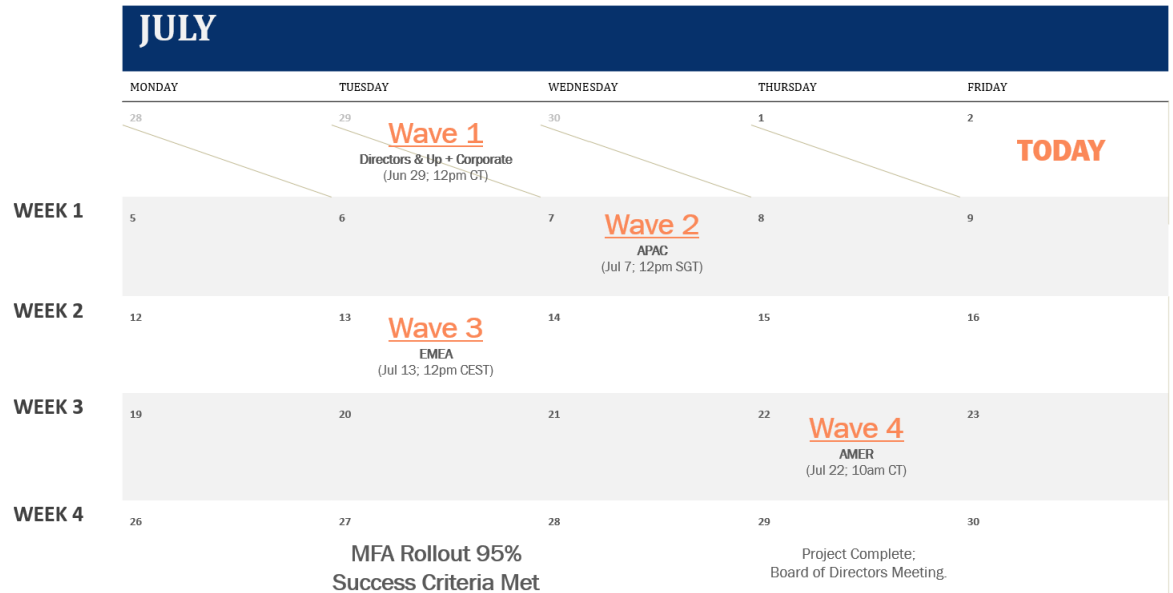 JULY
MONDAY TUESDAY WEDNESDAY THURSDAY FRIDAY
28 29 30 1 2
Wave 1
Directors & Up + Corporate
(Jun 29; 12pm CT)
TODAY
WEEK 1
5 6 7 8 9
Wave 2
APAC
(Jul 7; 12pm SGT)
WEEK 2
12 13 14 15 16
Wave 3
EMEA
(Jul 13; 12pm CEST)
WEEK 3
19 20 21 22 23
Wave 4
AMER
(Jul 22; 10am CT)
WEEK 4
26 27 28 29 30
MFA Rollout 95%
Success Criteria Met
Project Complete;
Board of Directors Meeting.